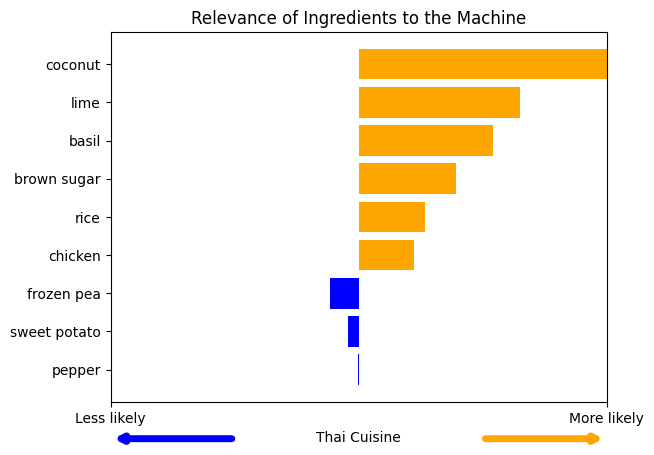 Relevance of Ingredients to the Machine
coconut
lime
basil
brown sugar
rice
chicken
frozen pea
sweet potato
pepper
Less likely
More likely
Thai Cuisine